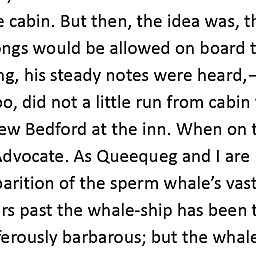 cabin. But then, the idea was, th
ongs would be allowed on board t
ng, his steady notes were heard,—
oo, did not a little run from cabin
ew Bedford at the inn. When on t
Advocate. As Queequeg and I are
parition of the sperm whale’s vast
rs past the whale-ship has been t
ferously barbarous; but the whale